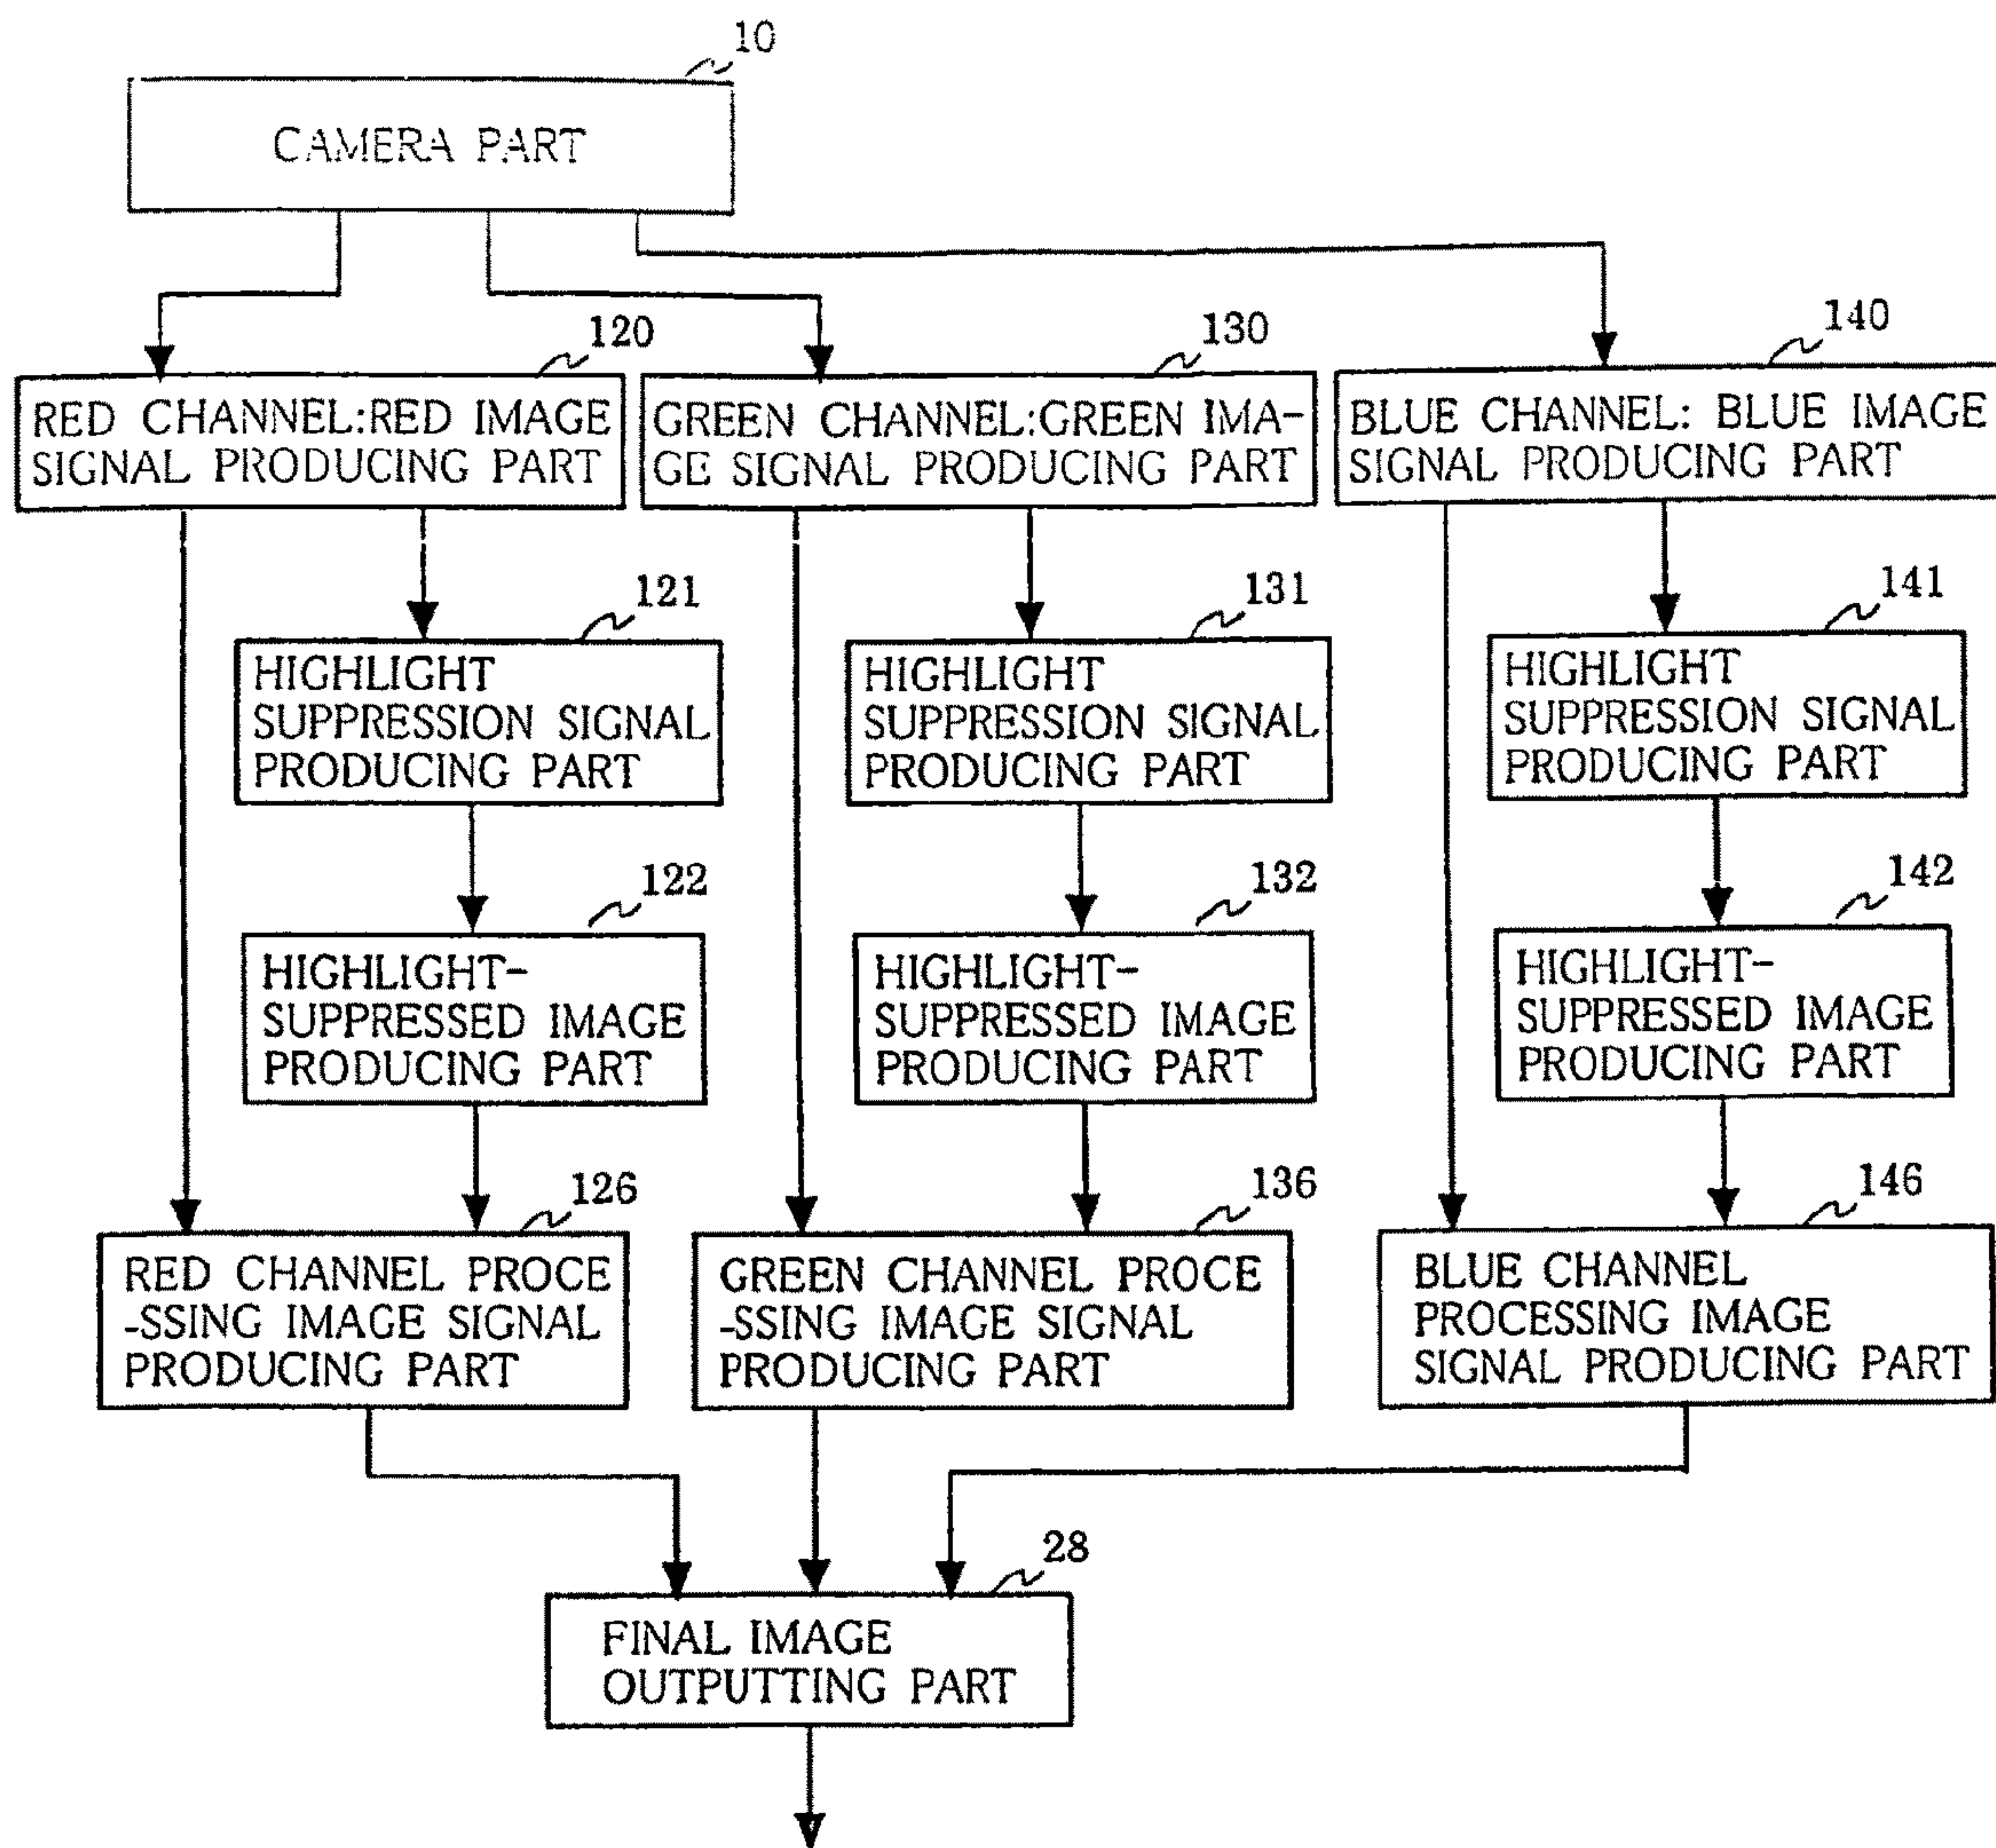 10
CAMERA PART
120
130
140
RED CHANNEL:RED IMAGE
SIGNAL PRODUCING PART
GREEN CHANNEL:GREEN IMA-
GE SIGNAL PRODUCING PART
BLUE CHANNEL: BLUE IMAGE
SIGNAL PRODUCING PART
121
131
141
HIGHLIGHT
SUPPRESSION SIGNAL
PRODUCING PART
HIGHLIGHT
SUPPRESSION SIGNAL
PRODUCING PART
HIGHLIGHT
SUPPRESSION SIGNAL
PRODUCING PART
122
132
142
HIGHLIGHT-
SUPPRESSED IMAGE
PRODUCING PART
HIGHLIGHT-
SUPPRESSED IMAGE
PRODUCING PART
HIGHLIGHT-
SUPPRESSED IMAGE
PRODUCING PART
126
136
146
RED CHANNEL PROCE
-SSING IMAGE SIGNAL
PRODUCING PART
GREEN CHANNEL PROCE
-SSING IMAGE SIGNAL
PRODUCING PART
BLUE CHANNEL
PROCESSING IMAGE
SIGNAL PRODUCING PART
28
FINAL IMAGE
OUTPUTTING PART